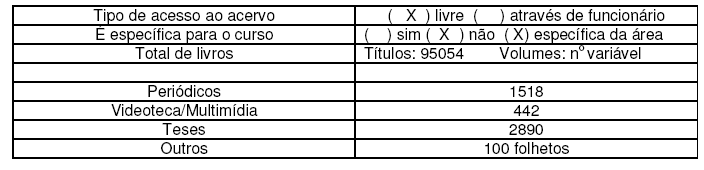 Tipo de acesso ao acervo ( X ) livre ( ) através de funcionário
É específica para o curso ( ) sim ( X ) não ( X) específica da área
Total de livros Títulos: 95054 Volumes: nº variável
Periódicos 1518
Videoteca/Multimídia 442
Teses 2890
Outros 100 folhetos